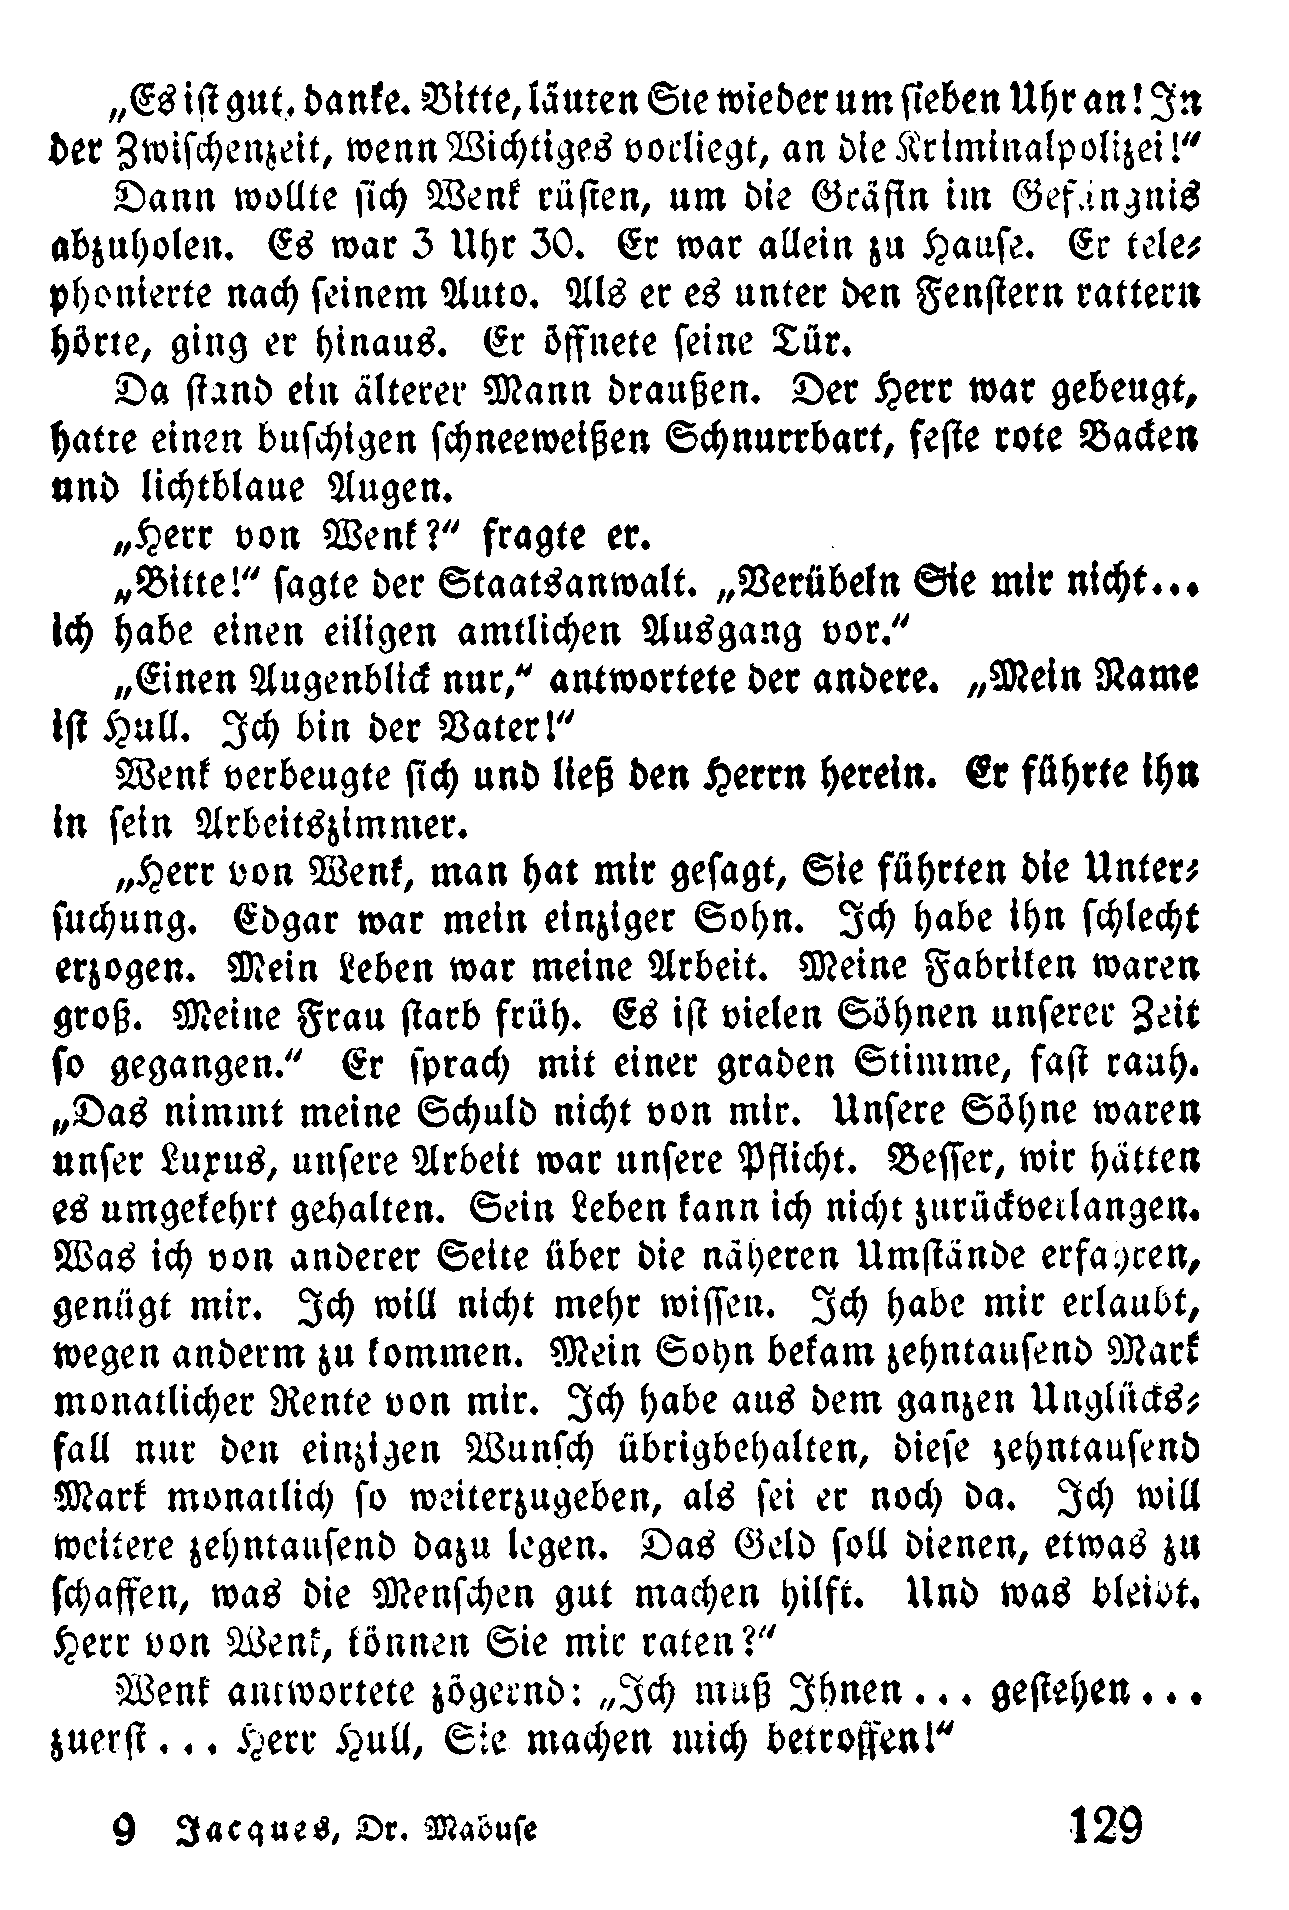 „Es ist gut, danke. Bitte, läuten Sie wieder um sieben Uhr an! In
der Zwischenzeit, wenn Wichtiges vorliegt, an die Kriminalpolizei!“
Dann wollte sich Wenk rüsten, um die Gräfin im Gefängnis
abzuholen. Es war 3 Uhr 30. Er war allein zu Hause. Er tele-
phonierte nach seinem Auto. Als er es unter den Fenstern rattern
hörte, ging er hinaus. Er öffnete seine Tür.
Da stand ein älterer Mann draußen. Der Herr war gebeugt,
hatte einen buschigen schneeweißen Schnurrbart, feste rote Backen
und lichtblaue Augen.
„Herr von Wenk?“ fragte er.
„Bitte!“ sagte der Staatsanwalt. „Verübeln Sie mir nicht...
ich habe einen eiligen amtlichen Ausgang vor.“
„Einen Augenblick nur,“ antwortete der andere. „Mein Name
ist Hull. Ich bin der Vater!“
Wenk verbeugte sich und ließ den Herrn herein. Er führte ihn
in sein Arbeitszimmer.
„Herr von Wenk, man hat mir gesagt, Sie führten die Unter-
suchung. Edgar war mein einziger Sohn. Ich habe ihn schlecht
erzogen. Mein Leben war meine Arbeit. Meine Fabriken waren
groß. Meine Frau starb früh. Es ist vielen Söhnen unserer Zeit
so gegangen.“ Er sprach mit einer graden Stimme, fast rauh.
„Das nimmt meine Schuld nicht von mir. Unsere Söhne waren
unser Luxus, unsere Arbeit war unsere Pflicht. Besser, wir hätten
es umgekehrt gehalten. Sein Leben kann ich nicht zurückverlangen.
Was ich von anderer Seite über die näheren Umstände erfahren,
genügt mir. Ich will nicht mehr wissen. Ich habe mir erlaubt,
wegen anderm zu kommen. Mein Sohn bekam zehntausend Mark
monatlicher Rente von mir. Ich habe aus dem ganzen Unglücks-
fall nur den einzigen Wunsch übrigbehalten, diese zehntausend
Mark monatlich so weiterzugeben, als sei er noch da. Ich will
weitere zehntausend dazu legen. Das Geld soll dienen, etwas zu
schaffen, was die Menschen gut machen hilft. Und was bleibt.
Herr von Wenk, können Sie mir raten?“
Wenk antwortete zögernd: „Ich muß Ihnen... gestehen...
zuerst... Herr Hull, Sie machen mich betroffen!“
9 Jacques, Dr. Mabuse
129